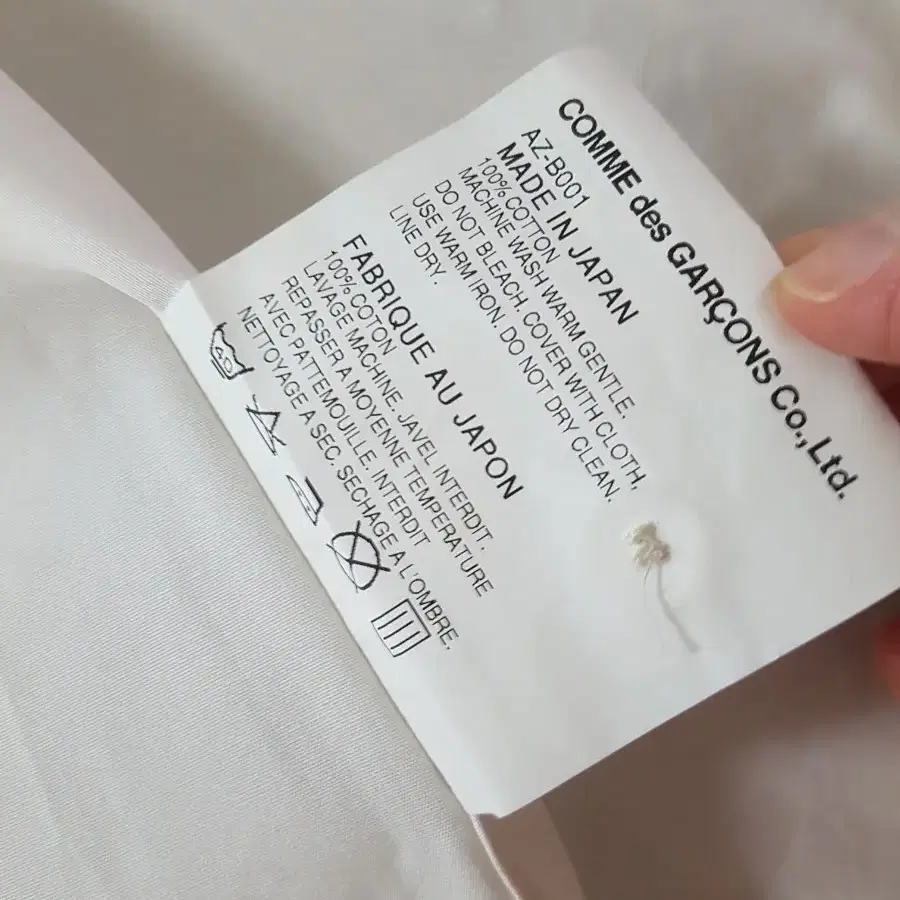 COMME des GARÇONS Co.,Ltd.
AZ-B001
MADE IN JAPAN
100% COTTON
MACHINE WASH WARM GENTLE.
DO NOT BLEACH. COVER WITH CLOTH,
USE WARM IRON. DO NOT DRY CLEAN.
LINE DRY.
FABRIQUE AU JAPON
100% COTTON
LAVAGE MACHINE. JAVEL INTERDIT.
REPASSER A MOYENNE TEMPERATURE
AVEC PATTEMOUILLE. INTERDIT
NETTOYAGE A SEC. SECHAGE A L'OMBRE.
40